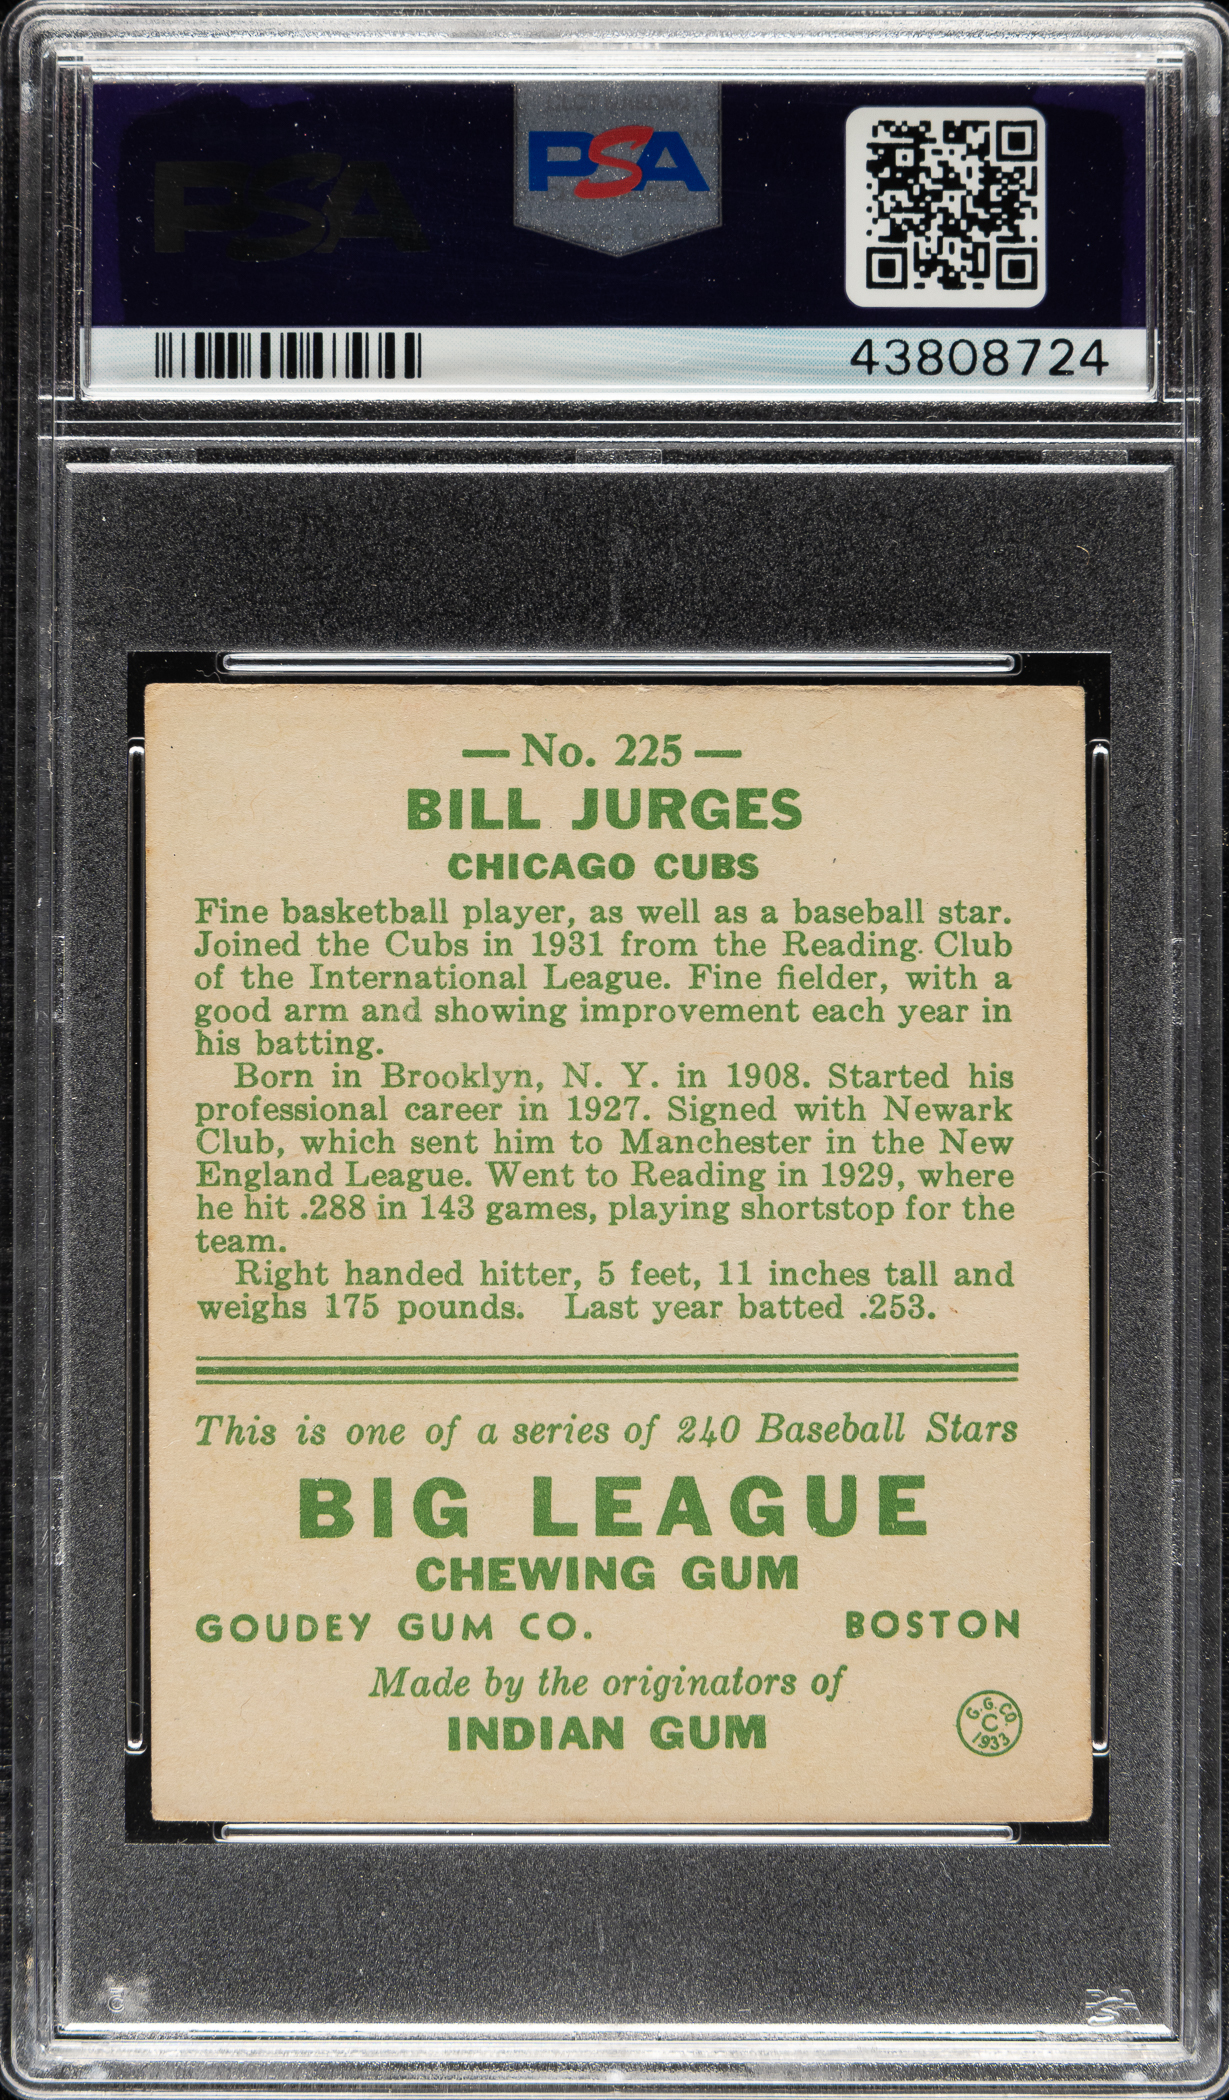 PSA
PSA
43808724
— No. 225 —
BILL JURGES
CHICAGO CUBS
Fine basketball player, as well as a baseball star.
Joined the Cubs in 1931 from the Reading Club
of the International League. Fine fielder, with a
good arm and showing improvement each year in
his batting.
Born in Brooklyn, N. Y. in 1908. Started his
professional career in 1927. Signed with Newark
Club, which sent him to Manchester in the New
England League. Went to Reading in 1929, where
he hit .288 in 143 games, playing shortstop for the
team.
Right handed hitter, 5 feet, 11 inches tall and
weighs 175 pounds. Last year batted .253.
This is one of a series of 240 Baseball Stars
BIG LEAGUE
CHEWING GUM
GOUDEY GUM CO. BOSTON
Made by the originators of
INDIAN GUM
G.G.CO.
C
1933
PSA